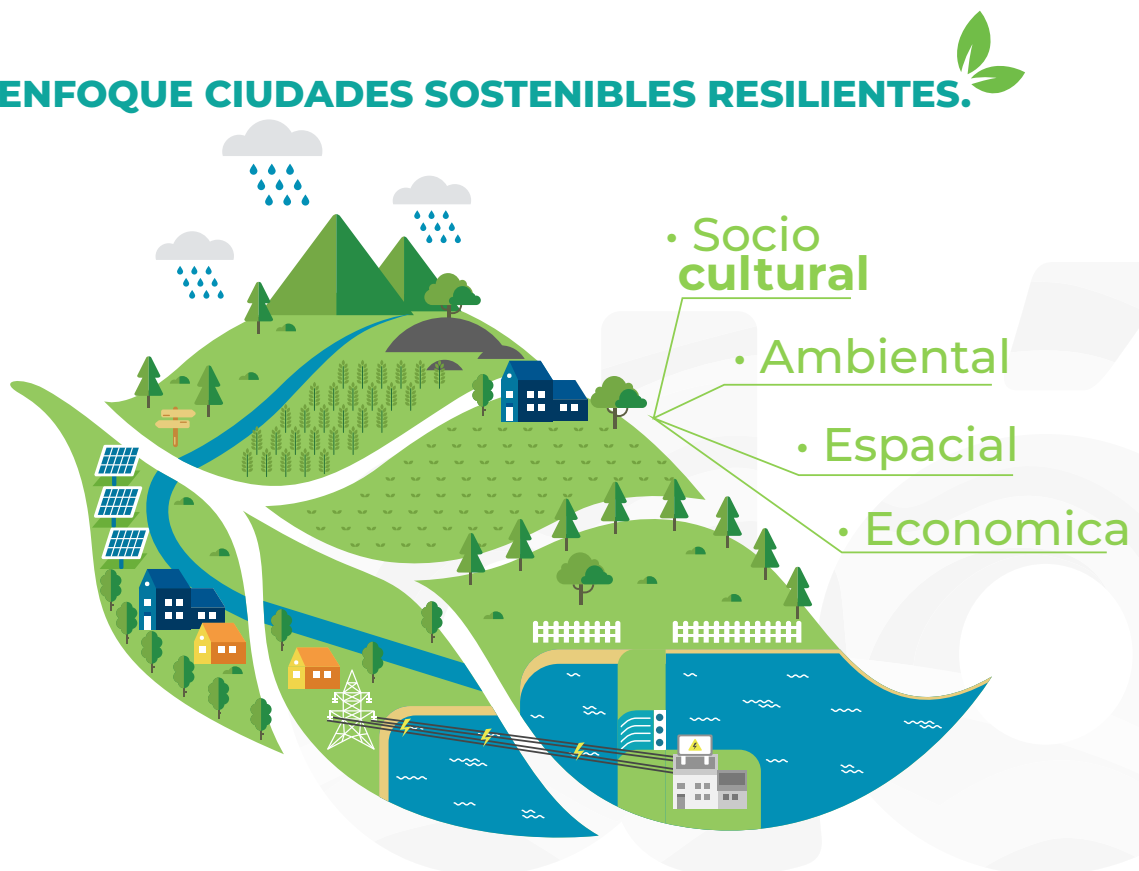 ENFOQUE CIUDADES SOSTENIBLES RESILIENTES.
• Socio
cultural
• Ambiental
• Espacial
• Economica